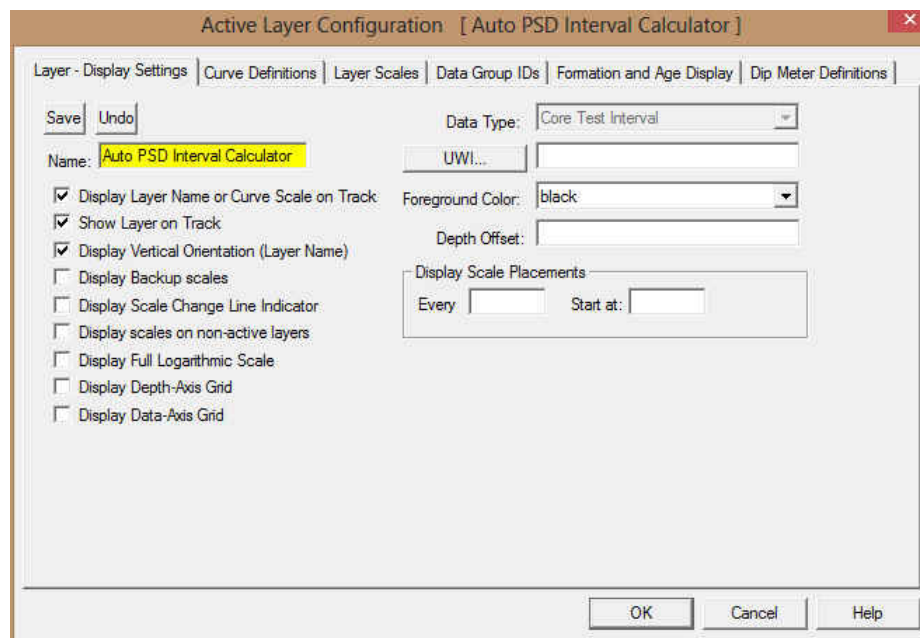 Active Layer Configuration [ Auto PSD Interval Calculator ]
Layer - Display Settings Curve Definitions Layer Scales Data Group IDs Formation and Age Display Dip Meter Definitions
Save Undo
Name: Auto PSD Interval Calculator
Display Layer Name or Curve Scale on Track
Show Layer on Track
Display Vertical Orientation (Layer Name)
Display Backup scales
Display Scale Change Line Indicator
Display scales on non-active layers
Display Full Logarithmic Scale
Display Depth-Axis Grid
Display Data-Axis Grid
Data Type: Core Test Interval
UWI...
Foreground Color: black
Depth Offset:
Display Scale Placements
Every Start at:
OK Cancel Help